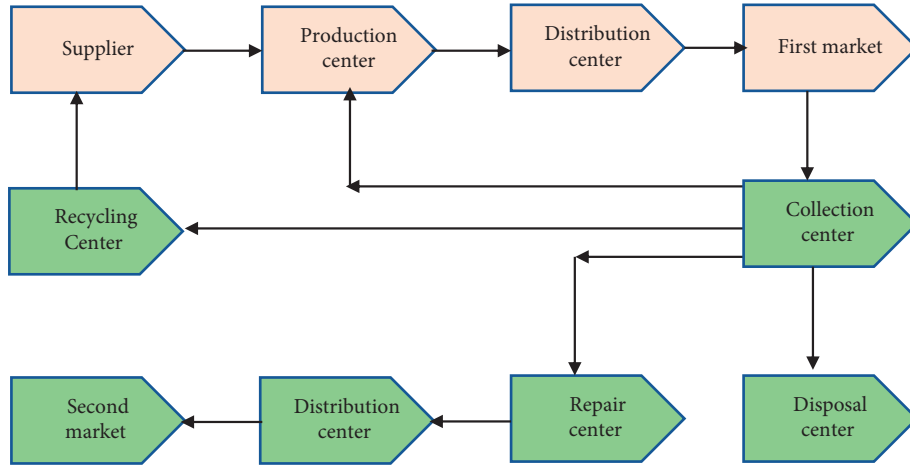 Supplier
Production
center
Distribution
center
First market
Recycling
Center
Collection
center
Second
market
Distribution
center
Repair
center
Disposal
center